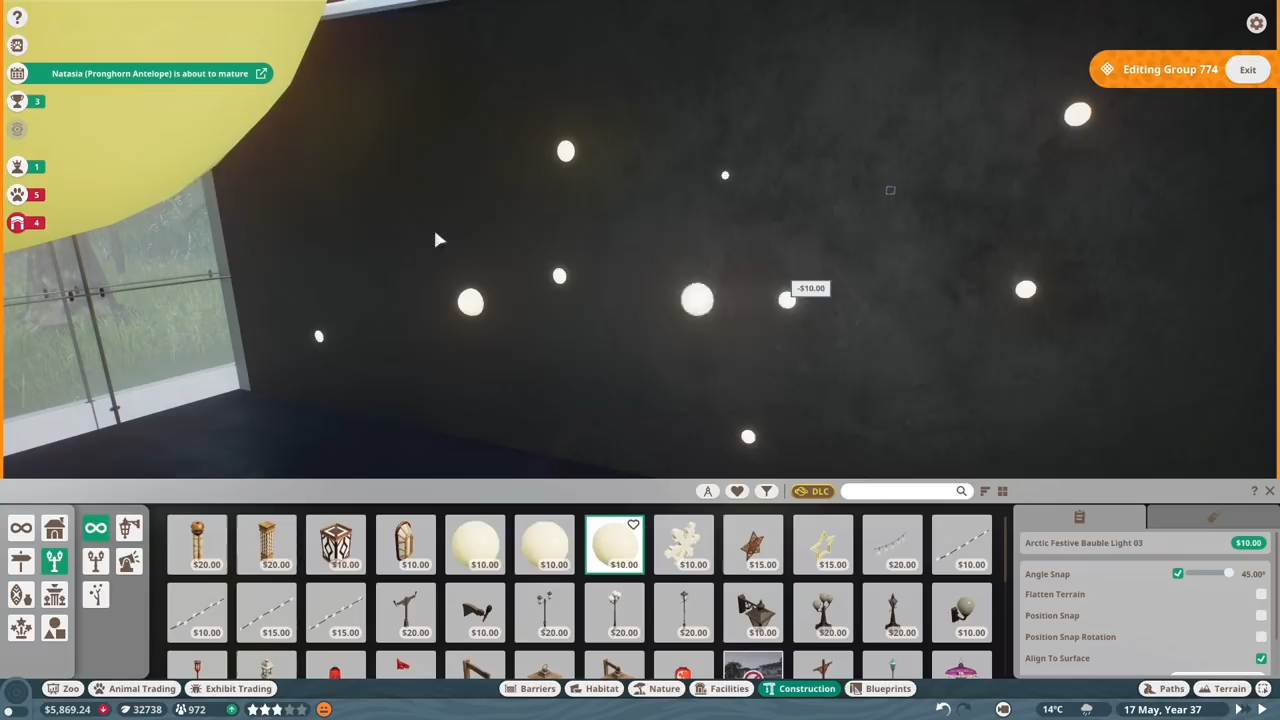 ?
Natasia (Pronghorn Antelope) is about to mature
3
1
5
4
Editing Group 774
Exit
-$10.00
DLC
?
$20.00 $20.00 $10.00 $10.00 $10.00 $10.00 $10.00 $10.00 $15.00 $15.00 $20.00 $10.00
$10.00 $15.00 $15.00 $20.00 $10.00 $20.00 $20.00 $20.00 $10.00 $20.00 $20.00 $10.00
Arctic Festive Bauble Light 03 $10.00
Angle Snap 45.00°
Flatten Terrain
Position Snap
Position Snap Rotation
Align To Surface
Zoo Animal Trading Exhibit Trading Barriers Habitat Nature Facilities Construction Blueprints Paths Terrain
$5,869.24 32738 972 14°C 17 May, Year 37